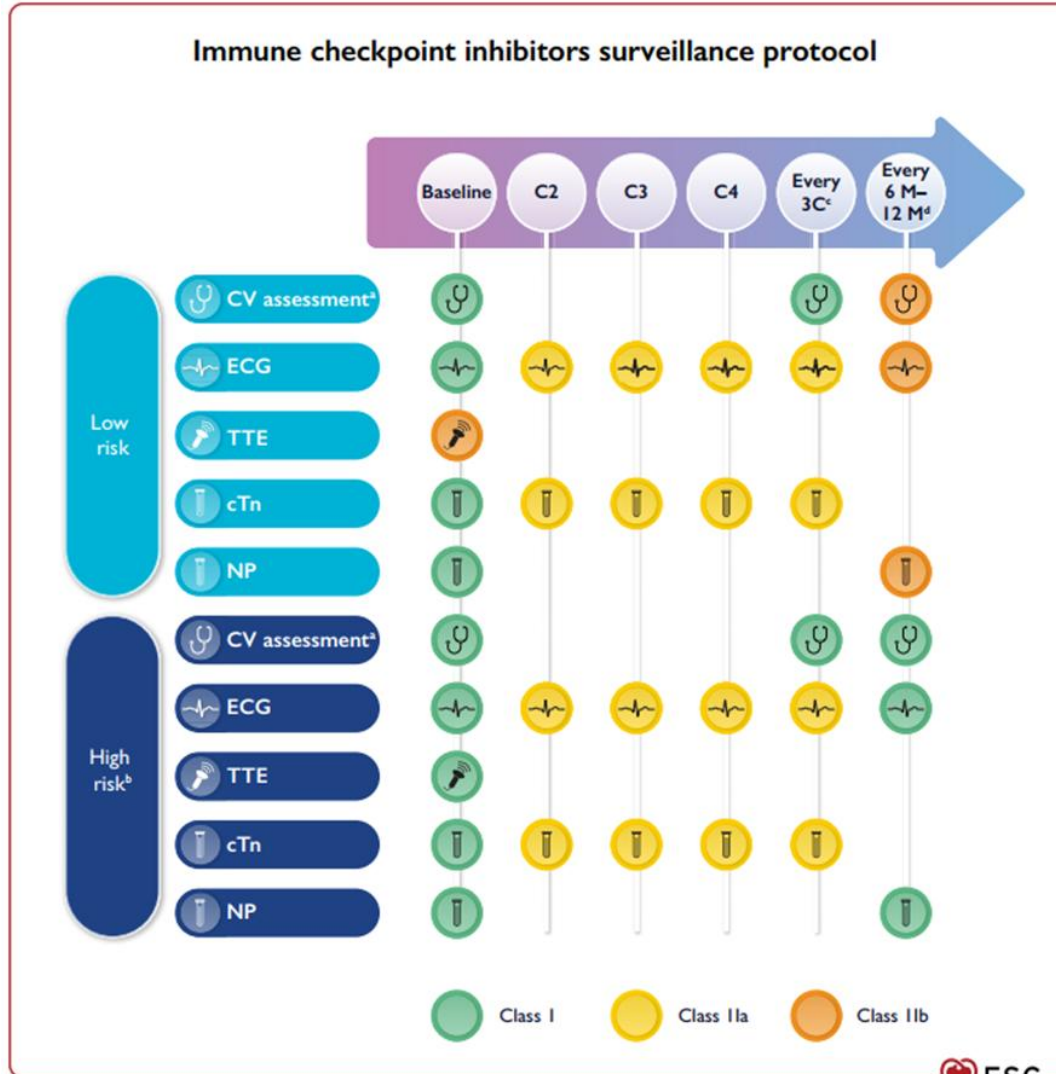 Immune checkpoint inhibitors surveillance protocol
Baseline
C2
C3
C4
Every
3Cᶜ
Every
6 M–
12 Mᵈ
Low
risk
CV assessmentᵃ
ECG
TTE
cTn
NP
High
riskᵇ
CV assessmentᵃ
ECG
TTE
cTn
NP
Class I
Class IIa
Class IIb
ESC